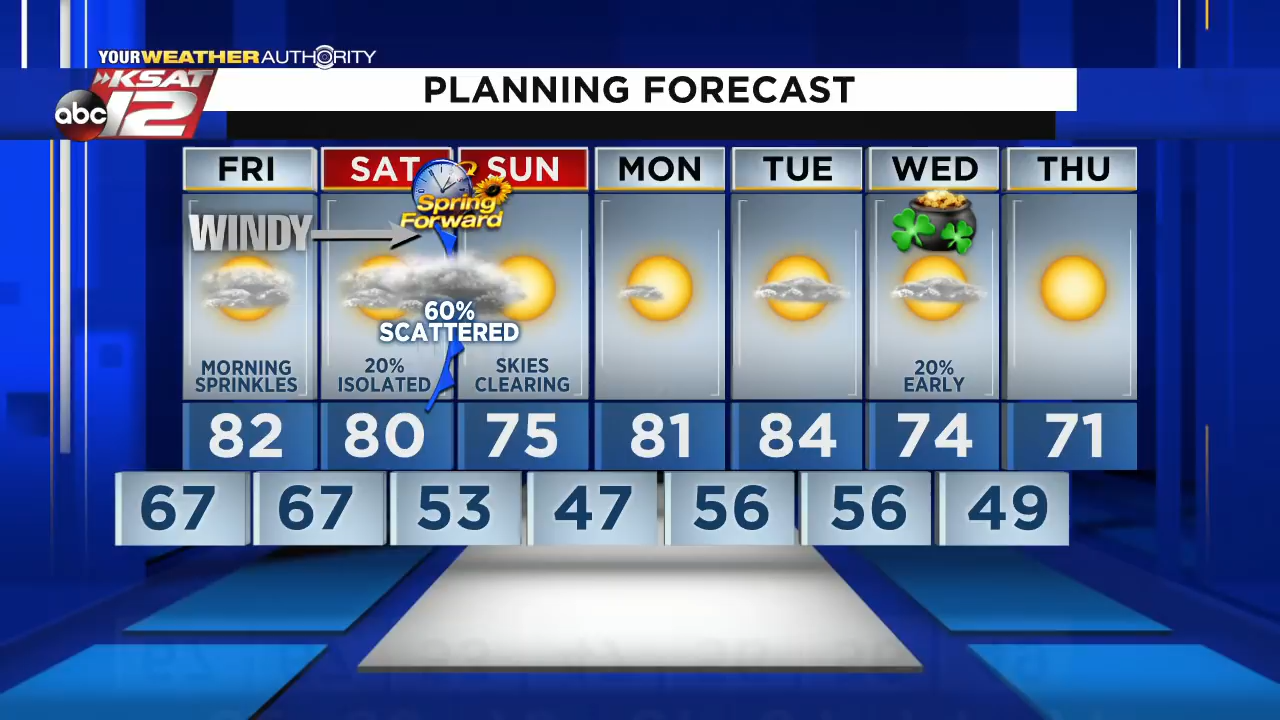 YOURWEATHERAUTHORITY
KSAT
abc 12
PLANNING FORECAST
FRI SAT SUN MON TUE WED THU
Spring
Forward
WINDY
60%
SCATTERED
MORNING
SPRINKLES
20%
ISOLATED
SKIES
CLEARING
20%
EARLY
82 80 75 81 84 74 71
67 67 53 47 56 56 49